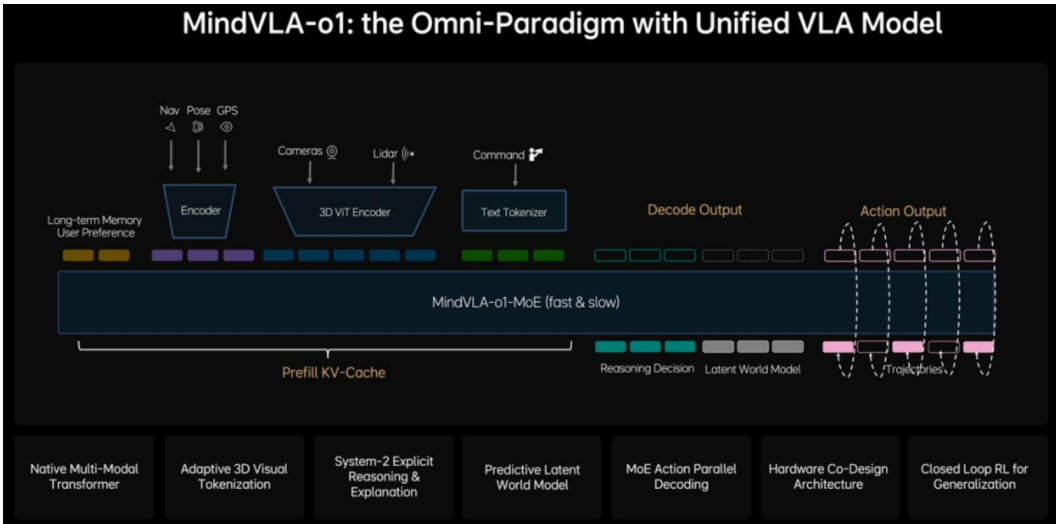 MindVLA-o1: the Omni-Paradigm with Unified VLA Model
Nav Pose GPS
Cameras
Lidar
Command
Encoder
3D ViT Encoder
Text Tokenizer
Long-term Memory
User Preference
Decode Output
Action Output
MindVLA-o1-MoE (fast & slow)
Prefill KV-Cache
Reasoning Decision
Latent World Model
Trajectories
Native Multi-Modal
Transformer
Adaptive 3D Visual
Tokenization
System-2 Explicit
Reasoning &
Explanation
Predictive Latent
World Model
MoE Action Parallel
Decoding
Hardware Co-Design
Architecture
Closed Loop RL for
Generalization